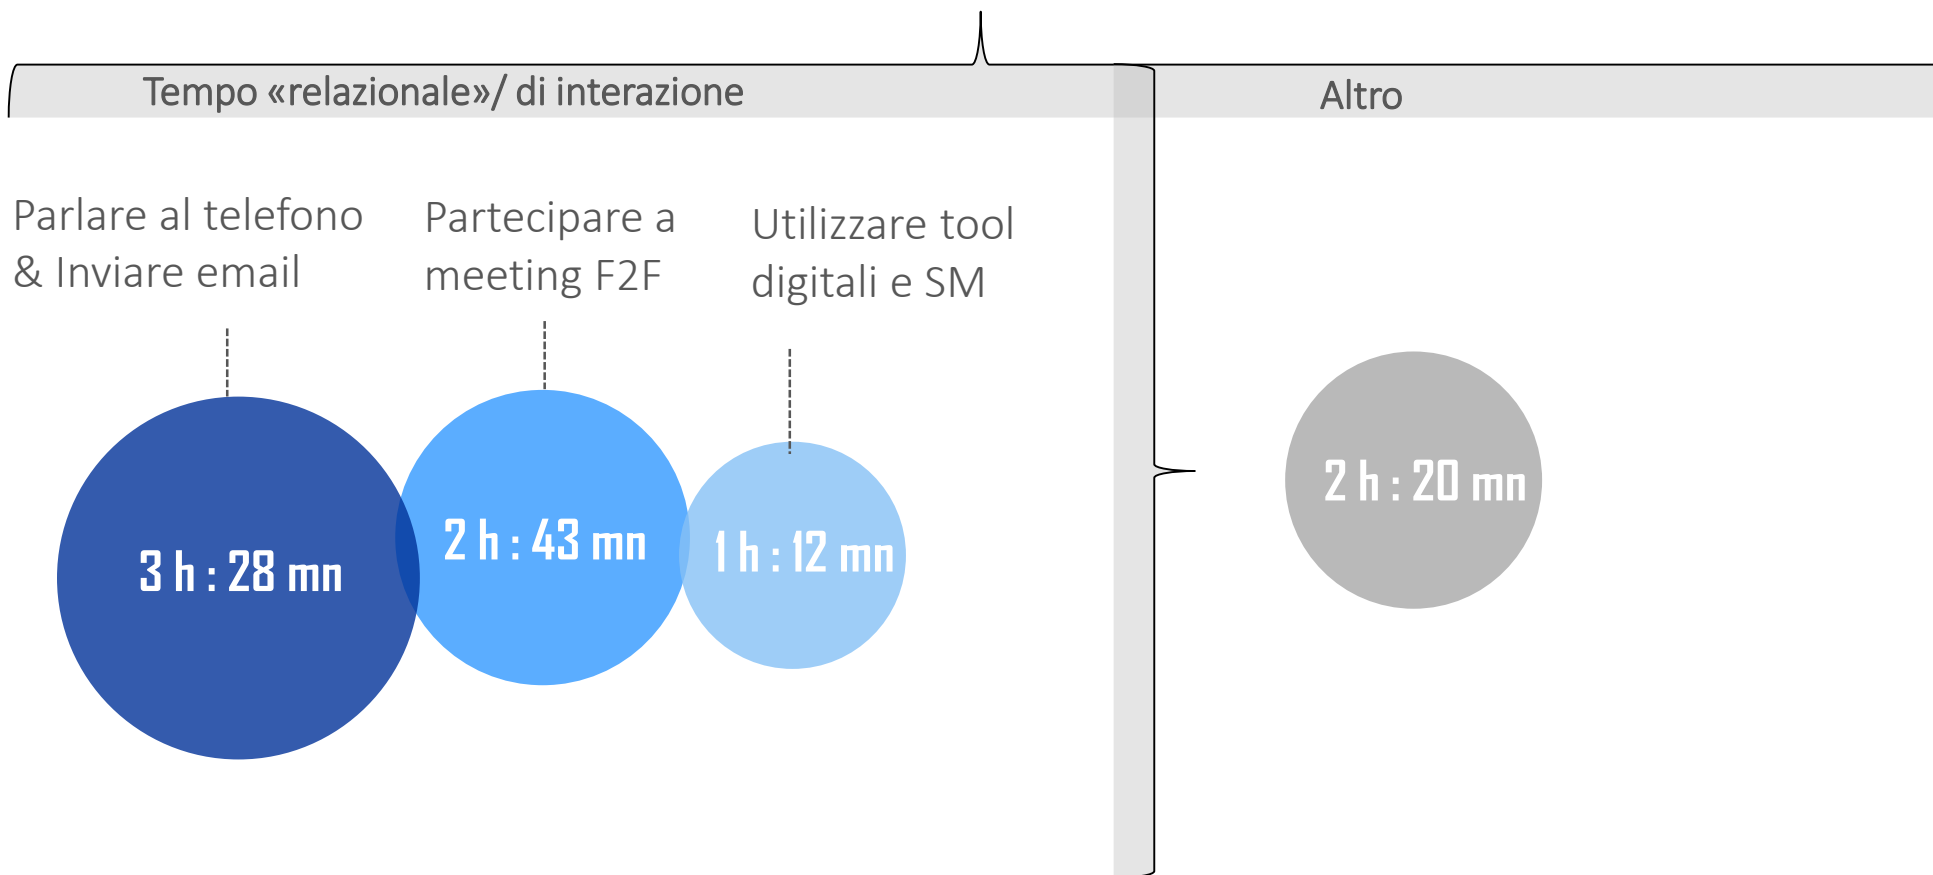 Tempo «relazionale»/ di interazione
Altro
Parlare al telefono
& Inviare email
Partecipare a
meeting F2F
Utilizzare tool
digitali e SM
3 h : 28 mn
2 h : 43 mn
1 h : 12 mn
2 h : 20 mn